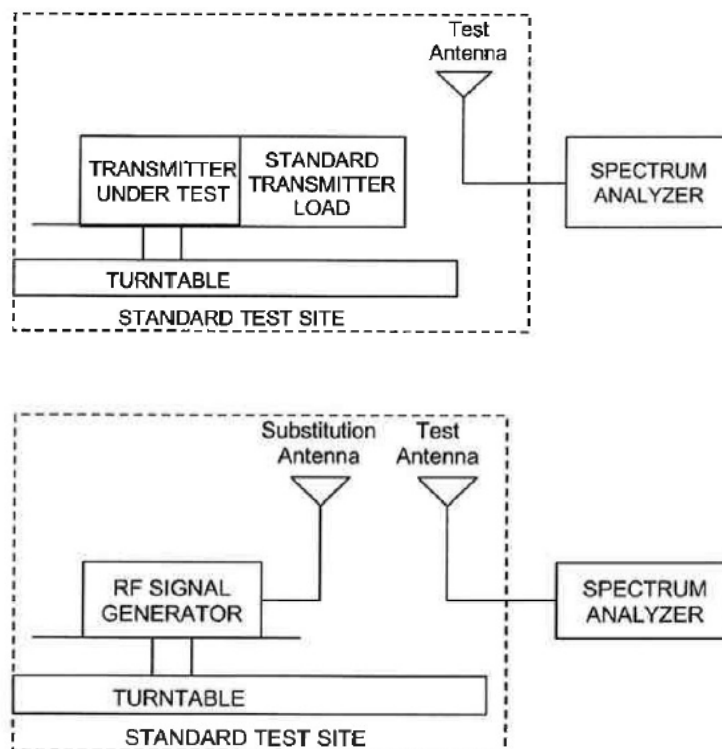 Test
Antenna
TRANSMITTER
UNDER TEST
STANDARD
TRANSMITTER
LOAD
SPECTRUM
ANALYZER
TURNTABLE
STANDARD TEST SITE
Substitution
Antenna
Test
Antenna
RF SIGNAL
GENERATOR
SPECTRUM
ANALYZER
TURNTABLE
STANDARD TEST SITE